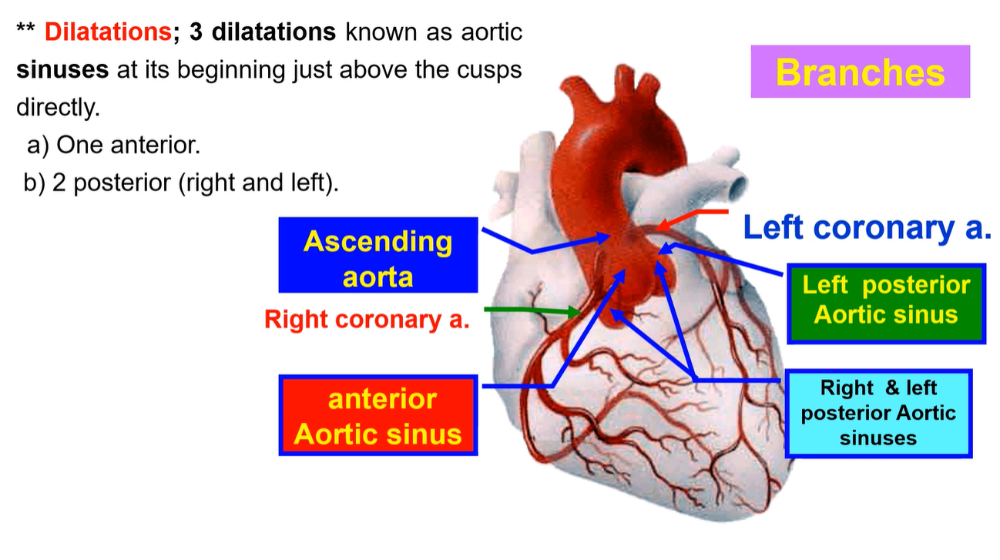 ** Dilatations; 3 dilatations known as aortic
sinuses at its beginning just above the cusps
directly.
a) One anterior.
b) 2 posterior (right and left).
Branches
Ascending
aorta
Left coronary a.
Left posterior
Aortic sinus
Right coronary a.
anterior
Aortic sinus
Right & left
posterior Aortic
sinuses